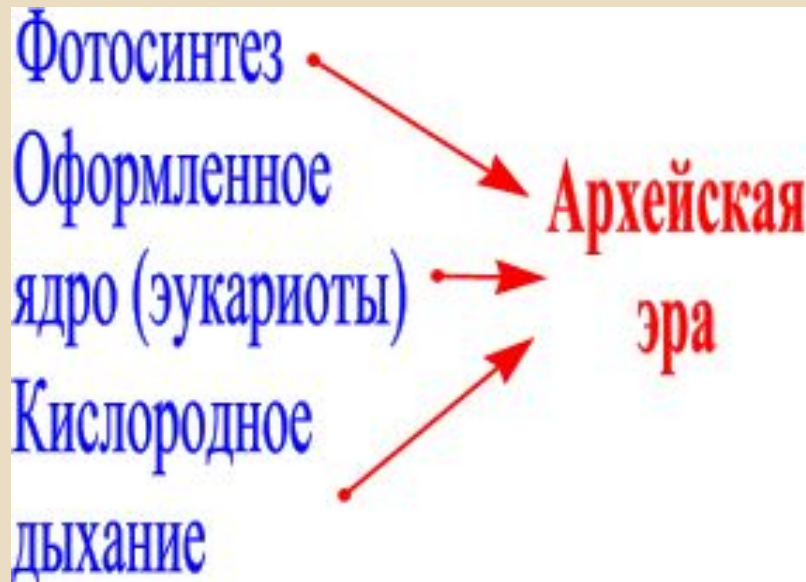 Фотосинтез
Оформленное
ядро (эукариоты)
Кислородное
дыхание
Архейская
эра